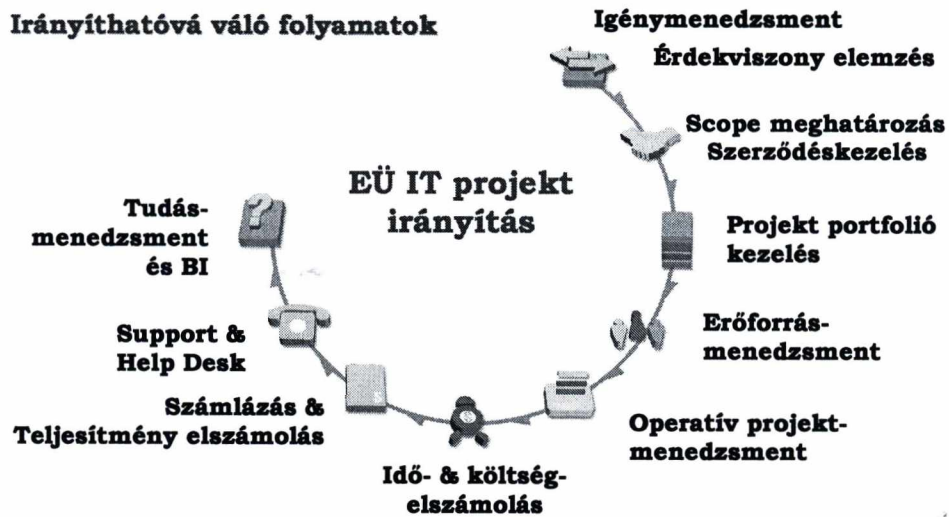 Irányíthatóvá váló folyamatok
Igénymenedzsment
Érdekviszony elemzés
Scope meghatározás
Szerződéskezelés
EÜ IT projekt
irányítás
Projekt portfolió
kezelés
Erőforrás-
menedzsment
Operatív projekt-
menedzsment
Idő- & költség-
elszámolás
Számlázás &
Teljesítmény elszámolás
Support &
Help Desk
Tudás-
menedzsment
és BI